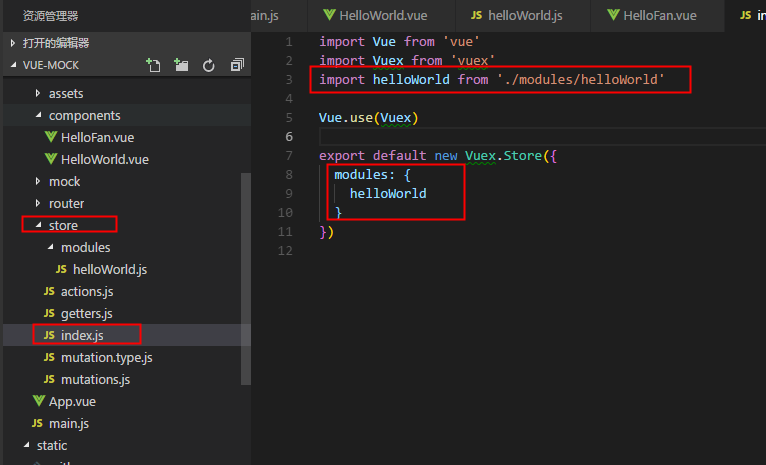 资源管理器
打开的编辑器
VUE-MOCK
assets
components
HelloFan.vue
HelloWorld.vue
mock
router
store
modules
JS helloWorld.js
JS actions.js
JS getters.js
JS index.js
JS mutation.type.js
JS mutations.js
App.vue
JS main.js
static
ain.js
HelloWorld.vue
JS helloWorld.js
HelloFan.vue
JS in
1 import Vue from 'vue'
2 import Vuex from 'vuex'
3 import helloWorld from './modules/helloWorld'
4
5 Vue.use(Vuex)
6
7 export default new Vuex.Store({
8 modules: {
9 helloWorld
10 }
11 })
12